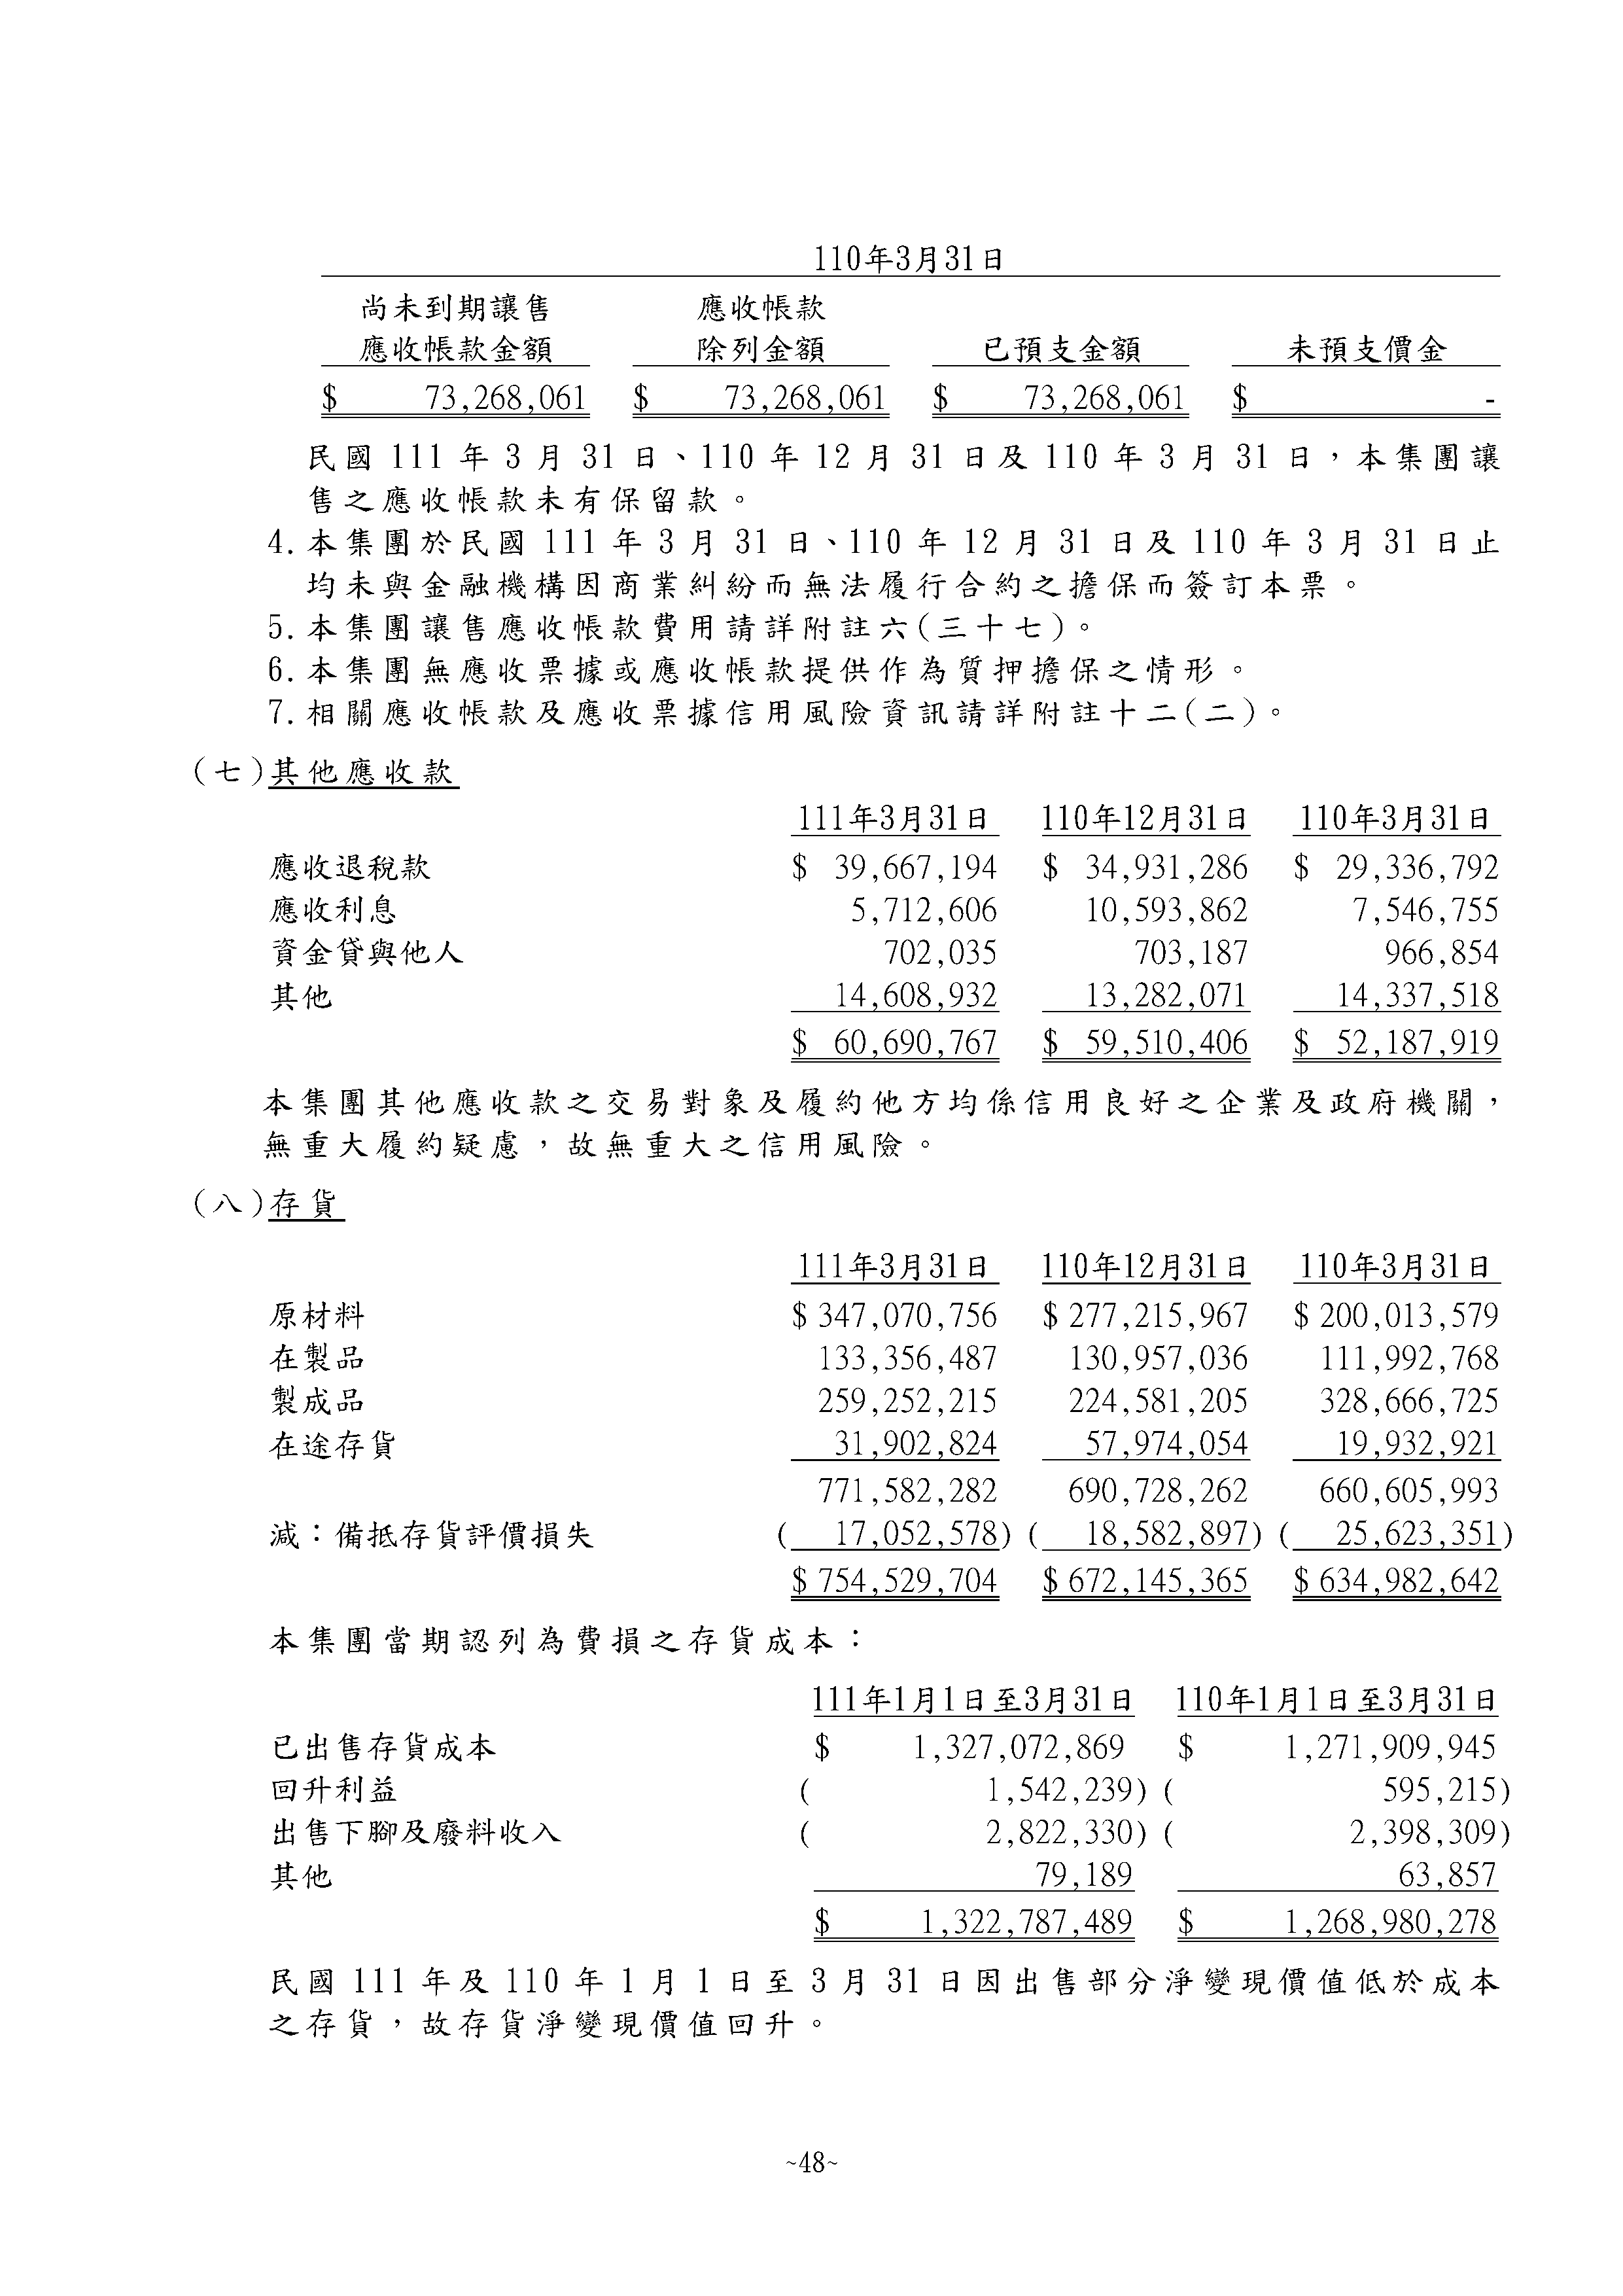 110年3月31日
尚未到期讓售 應收帳款
應收帳款金額 除列金額 已預支金額 未預支價金
$ 73,268,061 $ 73,268,061 $ 73,268,061 $ -
民國 111 年 3 月 31 日、110 年 12 月 31 日及 110 年 3 月 31 日，本集團讓
售之應收帳款未有保留款。
4.本集團於民國 111 年 3 月 31 日、110 年 12 月 31 日及 110 年 3 月 31 日止
均未與金融機構因商業糾紛而無法履行合約之擔保而簽訂本票。
5.本集團讓售應收帳款費用請詳附註六(三十七)。
6.本集團無應收票據或應收帳款提供作為質押擔保之情形。
7.相關應收帳款及應收票據信用風險資訊請詳附註十二(二)。
(七)其他應收款
111年3月31日 110年12月31日 110年3月31日
應收退稅款 $ 39,667,194 $ 34,931,286 $ 29,336,792
應收利息 5,712,606 10,593,862 7,546,755
資金貸與他人 702,035 703,187 966,854
其他 14,608,932 13,282,071 14,337,518
$ 60,690,767 $ 59,510,406 $ 52,187,919
本集團其他應收款之交易對象及履約他方均係信用良好之企業及政府機關，
無重大履約疑慮，故無重大之信用風險。
(八)存貨
111年3月31日 110年12月31日 110年3月31日
原材料 $ 347,070,756 $ 277,215,967 $ 200,013,579
在製品 133,356,487 130,957,036 111,992,768
製成品 259,252,215 224,581,205 328,666,725
在途存貨 31,902,824 57,974,054 19,932,921
771,582,282 690,728,262 660,605,993
減：備抵存貨評價損失 ( 17,052,578) ( 18,582,897) ( 25,623,351)
$ 754,529,704 $ 672,145,365 $ 634,982,642
本集團當期認列為費損之存貨成本：
111年1月1日至3月31日 110年1月1日至3月31日
已出售存貨成本 $ 1,327,072,869 $ 1,271,909,945
回升利益 ( 1,542,239) ( 595,215)
出售下腳及廢料收入 ( 2,822,330) ( 2,398,309)
其他 79,189 63,857
$ 1,322,787,489 $ 1,268,980,278
民國 111 年及 110 年 1 月 1 日至 3 月 31 日因出售部分淨變現價值低於成本
之存貨，故存貨淨變現價值回升。
~48~